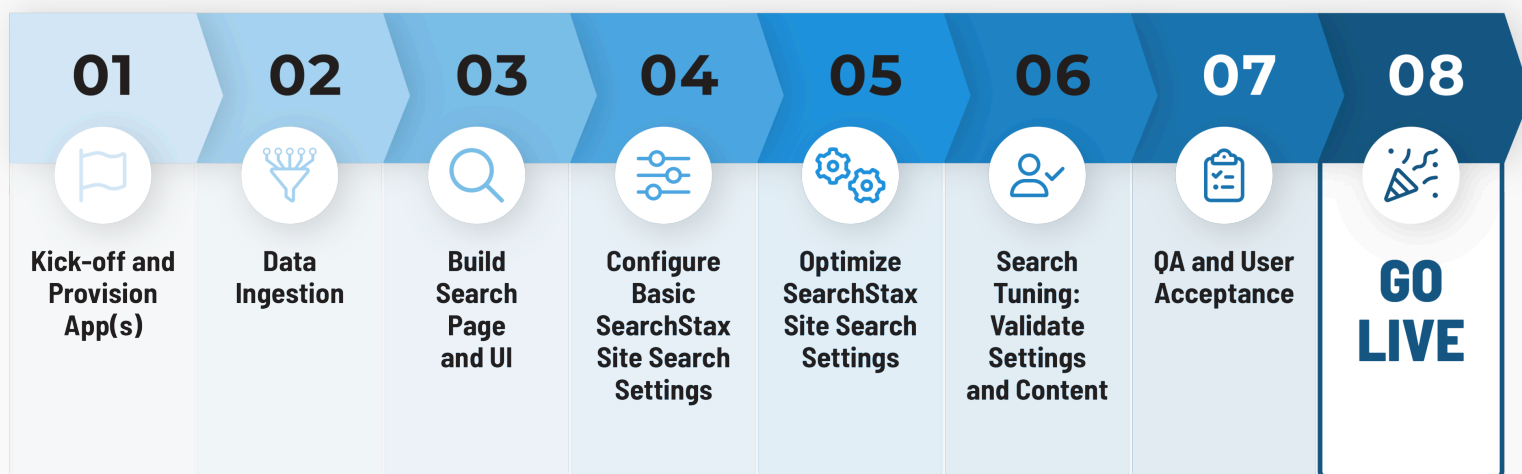 01
Kick-off and
Provision
App(s)
02
Data
Ingestion
03
Build
Search
Page
and UI
04
Configure
Basic
SearchStax
Site Search
Settings
05
Optimize
SearchStax
Site Search
Settings
06
Search
Tuning:
Validate
Settings
and Content
07
QA and User
Acceptance
08
GO
LIVE